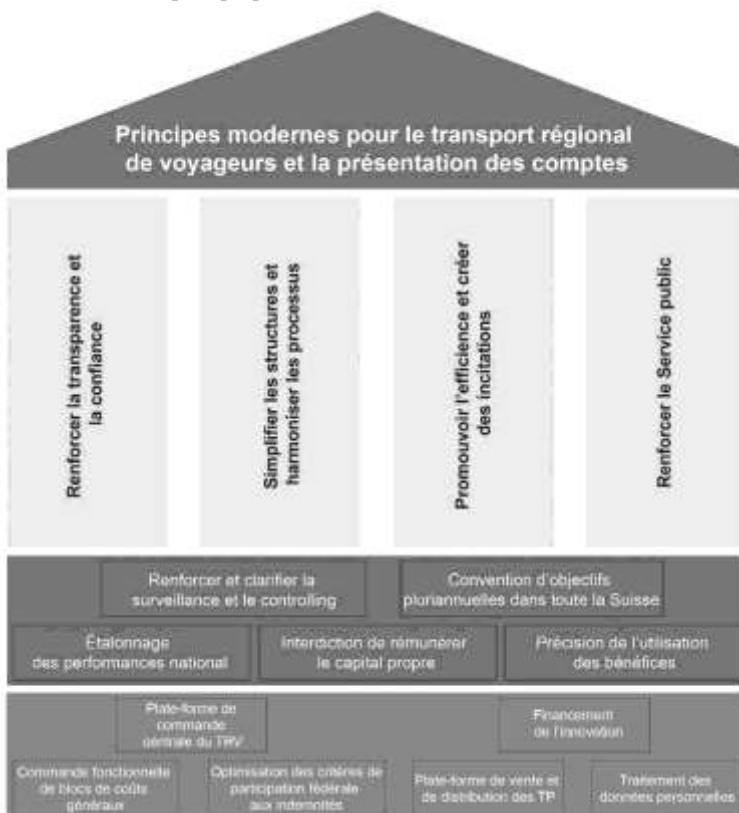 Principes modernes pour le transport régional
de voyageurs et la présentation des comptes
Renforcer la transparence et
la confiance
Simplifier les structures et
harmoniser les processus
Promouvoir l'efficience et créer
des incitations
Renforcer le Service public
Renforcer et clarifier la
surveillance et le controlling
Convention d'objectifs
pluriannuelles dans toute la Suisse
Étalonnage
des performances national
Interdiction de rémunérer
le capital propre
Précision de l'utilisation
des bénéfices
Plate-forme de
commande
centrale du TRV
Financement
de l'innovation
Commande fonctionnelle
de blocs de coûts
généraux
Optimisation des critères de
participation fédérale
aux indemnités
Plate-forme de vente et
de distribution des TP
Traitement des
données personnelles